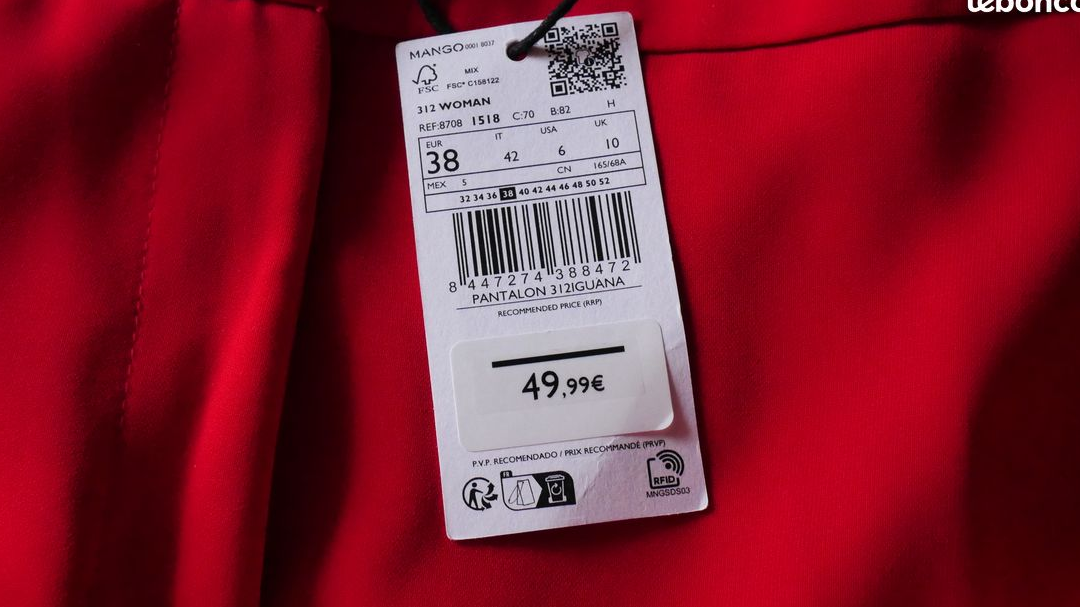 leboncoin
MANGO 0001 8037
MIX
FSC
FSC® C158122
312 WOMAN
REF:8708 1518 C:70 B:82 H
EUR IT USA UK
38 42 6 10
MEX 5 CN 165/68A
32 34 36 38 40 42 44 46 48 50 52
8 447274 388472
PANTALON 312IGUANA
RECOMMENDED PRICE (RRP)
49,99€
P.V.P. RECOMENDADO / PRIX RECOMMANDÉ (PRVP)
FR
RFID
MNGSDS03